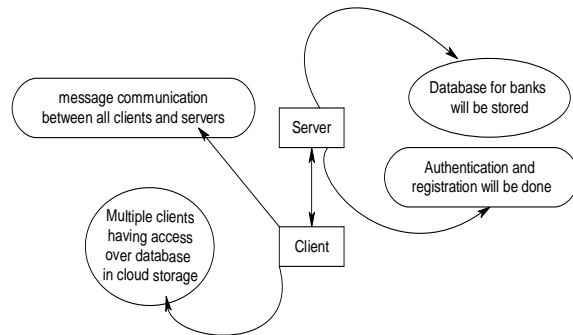 message communication
between all clients and servers
Server
Database for banks
will be stored
Authentication and
registration will be done
Multiple clients
having access
over database
in cloud storage
Client